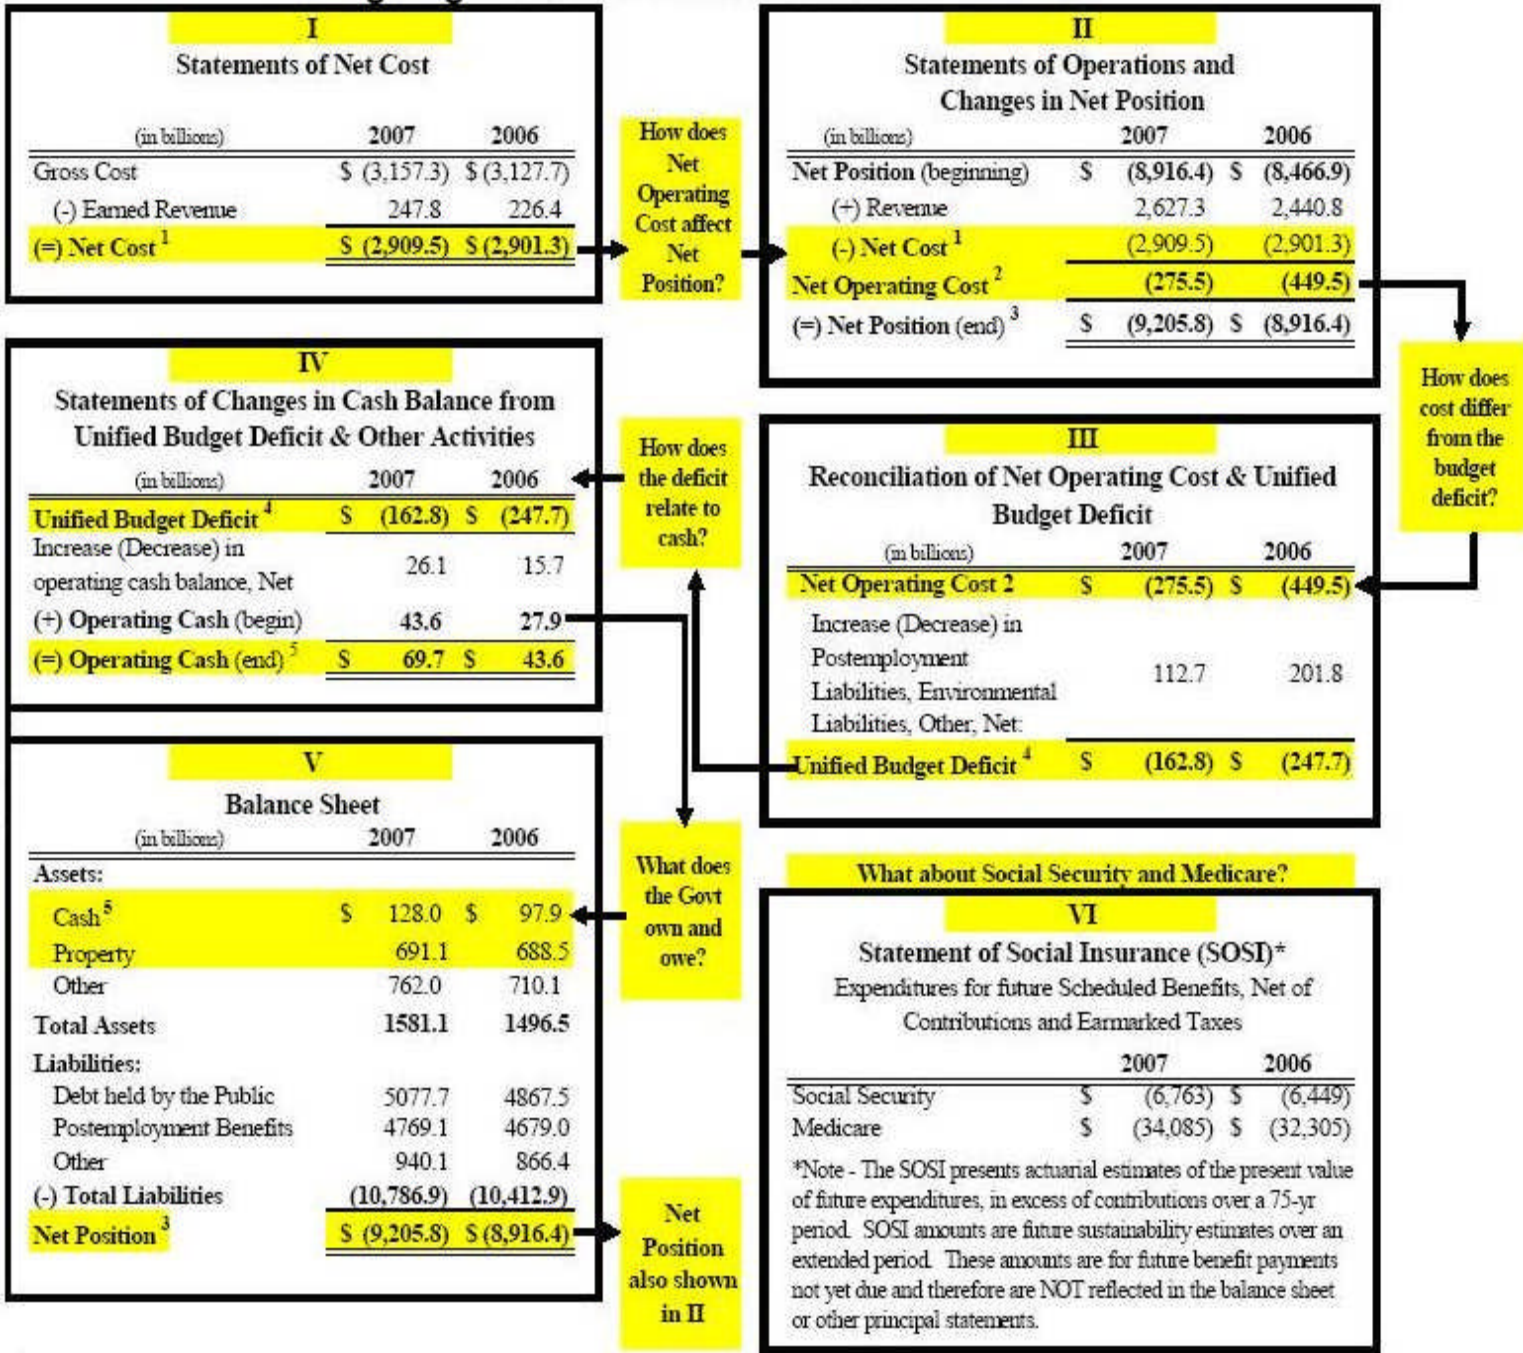 I
Statements of Net Cost
(in billions) 2007 2006
Gross Cost $ (3,157.3) $ (3,127.7)
(-) Earned Revenue 247.8 226.4
(=) Net Cost 1 $ (2,909.5) $ (2,901.3)
How does
Net
Operating
Cost affect
Net
Position?
II
Statements of Operations and
Changes in Net Position
(in billions) 2007 2006
Net Position (beginning) $ (8,916.4) $ (8,466.9)
(+) Revenue 2,627.3 2,440.8
(-) Net Cost 1 (2,909.5) (2,901.3)
Net Operating Cost 2 (275.5) (449.5)
(=) Net Position (end) 3 $ (9,205.8) $ (8,916.4)
How does
cost differ
from the
budget
deficit?
III
Reconciliation of Net Operating Cost & Unified
Budget Deficit
(in billions) 2007 2006
Net Operating Cost 2 $ (275.5) $ (449.5)
Increase (Decrease) in
Postemployment
Liabilities, Environmental
Liabilities, Other, Net: 112.7 201.8
Unified Budget Deficit 4 $ (162.8) $ (247.7)
How does
the deficit
relate to
cash?
IV
Statements of Changes in Cash Balance from
Unified Budget Deficit & Other Activities
(in billions) 2007 2006
Unified Budget Deficit 4 $ (162.8) $ (247.7)
Increase (Decrease) in
operating cash balance, Net 26.1 15.7
(+) Operating Cash (begin) 43.6 27.9
(=) Operating Cash (end) 5 $ 69.7 $ 43.6
What does
the Govt
own and
owe?
V
Balance Sheet
(in billions) 2007 2006
Assets:
Cash 5 $ 128.0 $ 97.9
Property 691.1 688.5
Other 762.0 710.1
Total Assets 1581.1 1496.5
Liabilities:
Debt held by the Public 5077.7 4867.5
Postemployment Benefits 4769.1 4679.0
Other 940.1 866.4
(-) Total Liabilities (10,786.9) (10,412.9)
Net Position 3 $ (9,205.8) $ (8,916.4)
Net
Position
also shown
in II
What about Social Security and Medicare?
VI
Statement of Social Insurance (SOSI)*
Expenditures for future Scheduled Benefits, Net of
Contributions and Earmarked Taxes
2007 2006
Social Security $ (6,763) $ (6,449)
Medicare $ (34,085) $ (32,305)
*Note - The SOSI presents actuarial estimates of the present value
of future expenditures, in excess of contributions over a 75-yr
period. SOSI amounts are future sustainability estimates over an
extended period. These amounts are for future benefit payments
not yet due and therefore are NOT reflected in the balance sheet
or other principal statements.